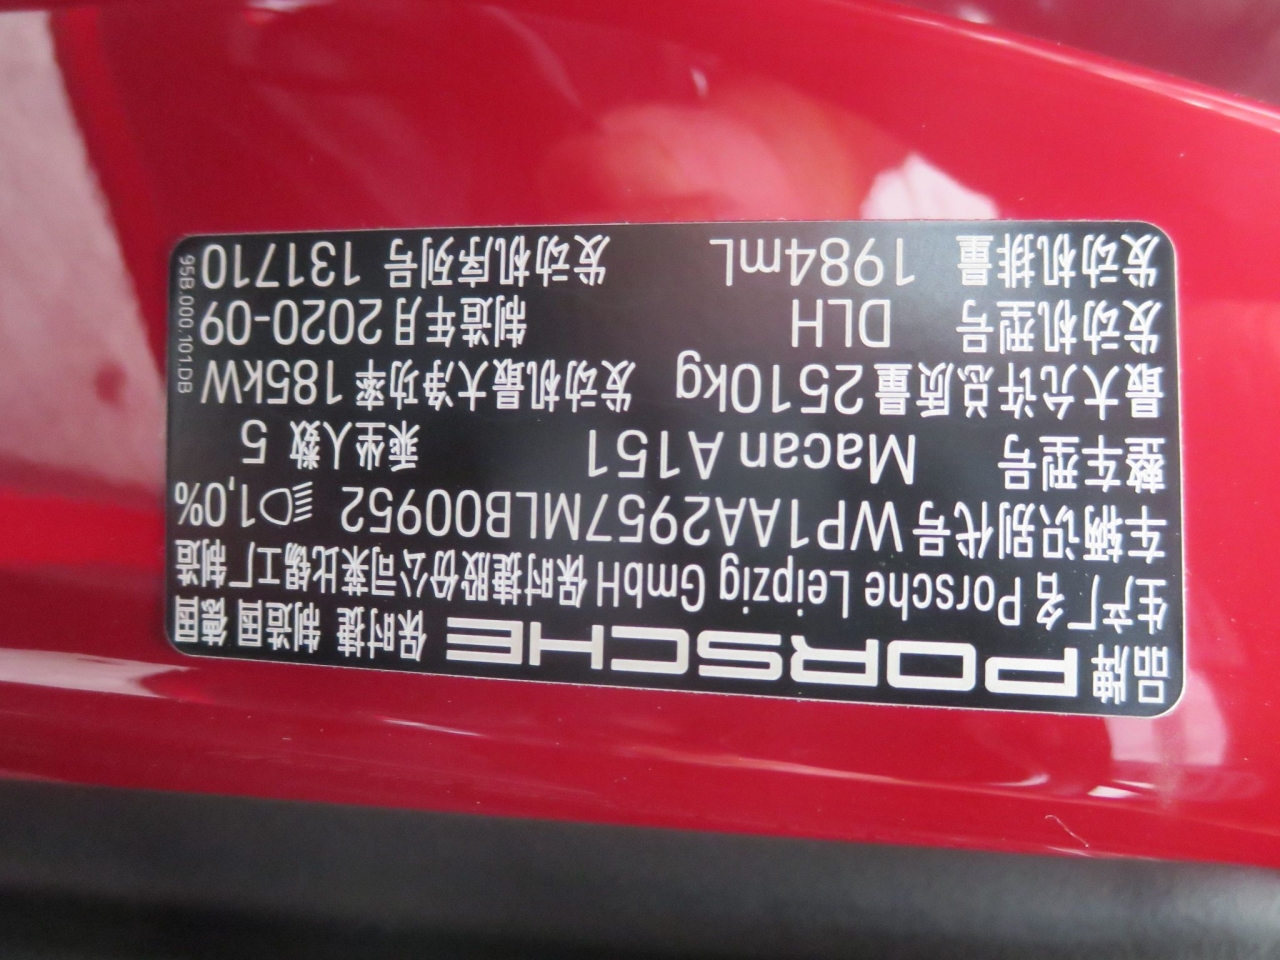 品牌 PORSCHE 保时捷 制造国 德国
生产厂名 Porsche Leipzig GmbH 保时捷股份公司莱比锡工厂制造
车辆识别代号 WP1AA2957MLB00952 1,0%
整车型号 Macan A151 乘坐人数 5
最大允许总质量 2510kg 发动机最大净功率 185kW
发动机型号 DLH 制造年月 2020-09
发动机排量 1984mL 发动机序列号 131710
95B.000.101.DB